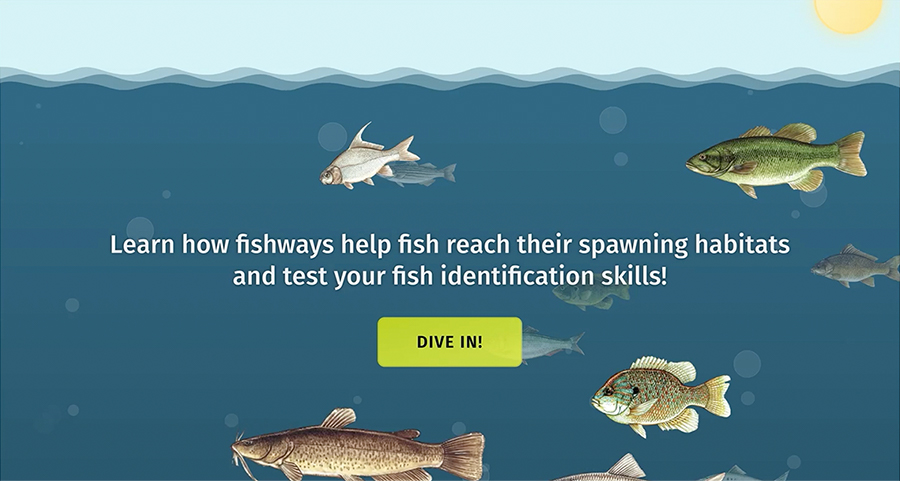 Learn how fishways help fish reach their spawning habitats
and test your fish identification skills!
DIVE IN!